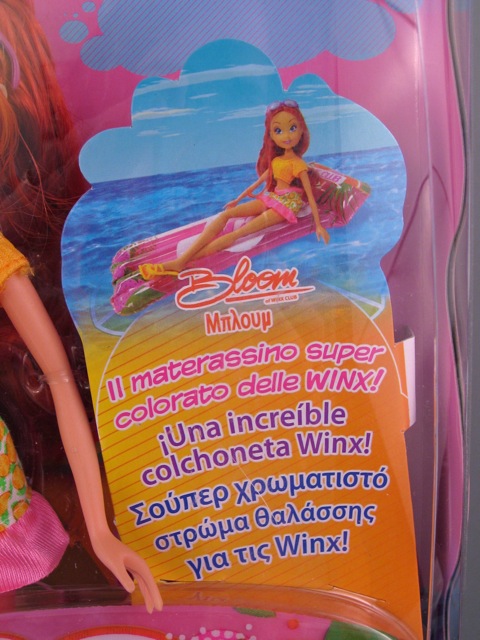 Bloom
of WINX CLUB
Μπλουμ
Il materassino super
colorato delle WINX!
¡Una increíble
colchoneta Winx!
Σούπερ χρωματιστό
στρώμα θαλάσσης
για τις Winx!